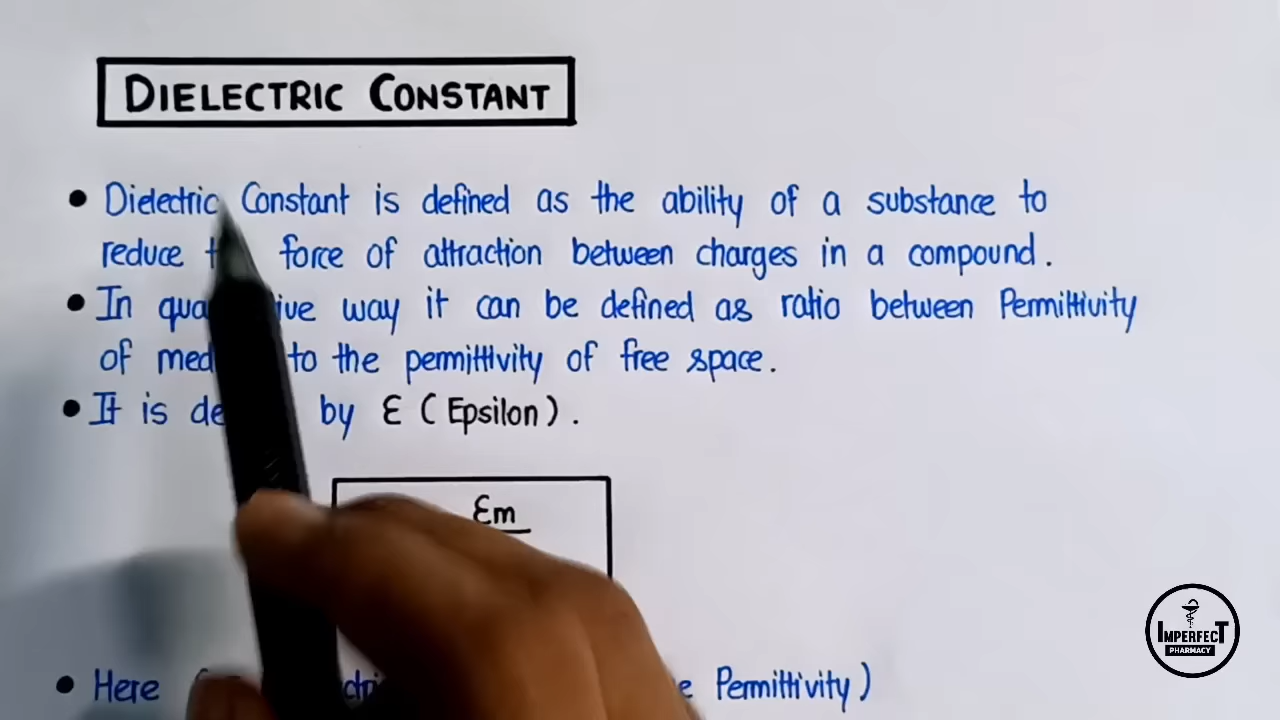 DIELECTRIC CONSTANT
• Dielectric Constant is defined as the ability of a substance to
reduce force of attraction between charges in a compound.
• In way it can be defined as ratio between Permittivity
of to the permittivity of free space.
• It is by Ɛ (Epsilon).
Ɛm
• Here Permittivity)
IMPERFECT
PHARMACY